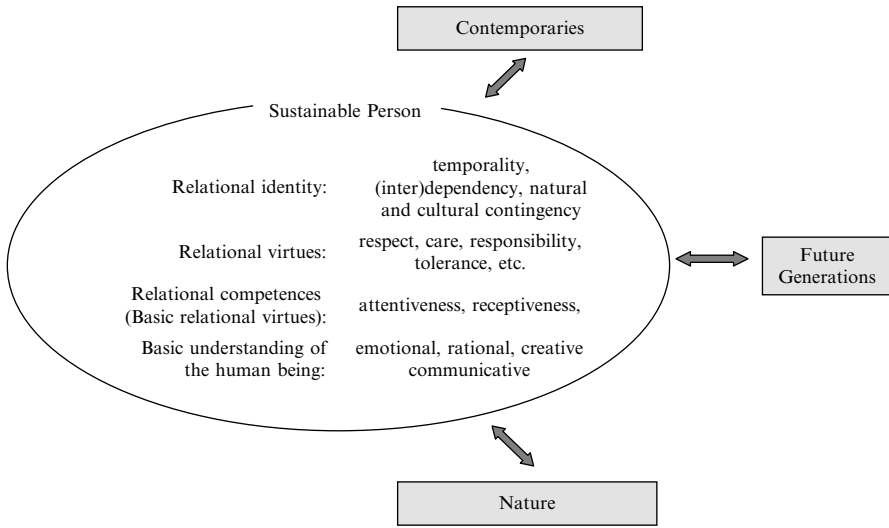 Contemporaries
Sustainable Person
Relational identity:
temporality,
(inter)dependency, natural
and cultural contingency
Relational virtues:
respect, care, responsibility,
tolerance, etc.
Relational competences
(Basic relational virtues):
attentiveness, receptiveness,
Basic understanding of
the human being:
emotional, rational, creative
communicative
Future
Generations
Nature